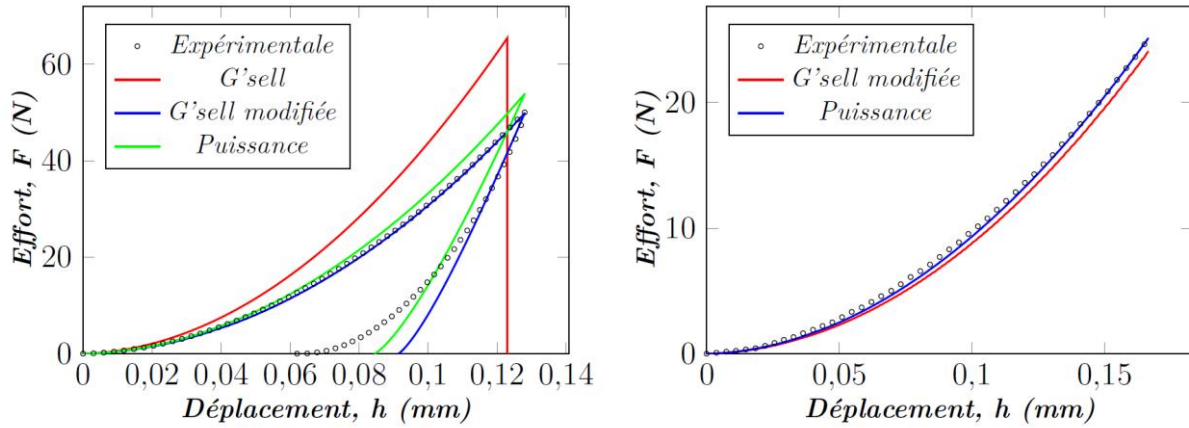 Effort, F (N)
60
40
20
0
Expérimentale
G'sell
G'sell modifiée
Puissance
0 0,02 0,04 0,06 0,08 0,1 0,12 0,14
Déplacement, h (mm)
Effort, F (N)
20
10
0
Expérimentale
G'sell modifiée
Puissance
0 0,05 0,1 0,15
Déplacement, h (mm)